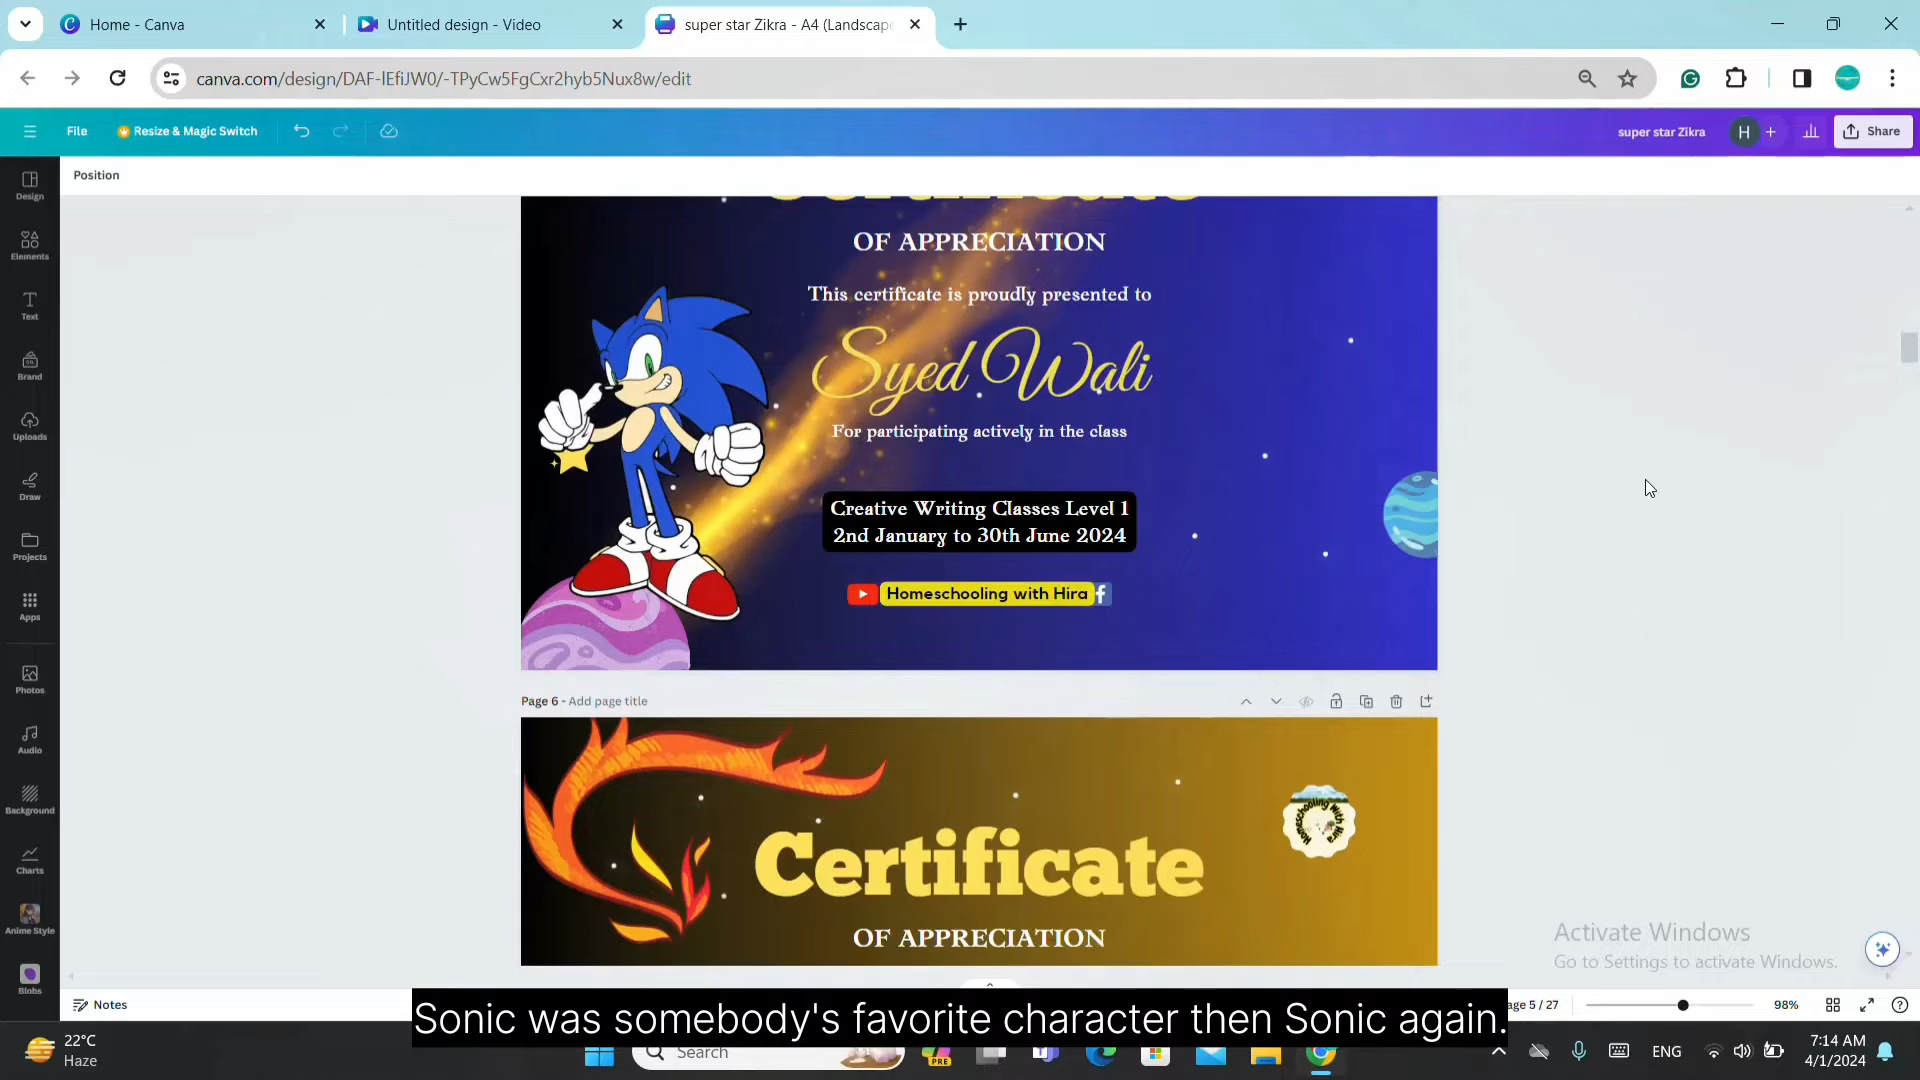 Home - Canva
Untitled design - Video
super star Zikra - A4 (Landscape
canva.com/design/DAF-lEfiJW0/-TPyCw5FgCxr2hyb5Nux8w/edit
File
Resize & Magic Switch
super star Zikra
H
Share
Position
Design
Elements
Text
Brand
Uploads
Draw
Projects
Apps
Photos
Audio
Background
Charts
Anime Style
Blobs
OF APPRECIATION
This certificate is proudly presented to
Syed Wali
For participating actively in the class
Creative Writing Classes Level 1
2nd January to 30th June 2024
Homeschooling with Hira
Page 6 - Add page title
Homeschooling With Hira
Certificate
OF APPRECIATION
Activate Windows
Go to Settings to activate Windows.
Notes
5 / 27
98%
Sonic was somebody's favorite character then Sonic again.
22°C
Haze
Search
PRE
ENG
7:14 AM
4/1/2024